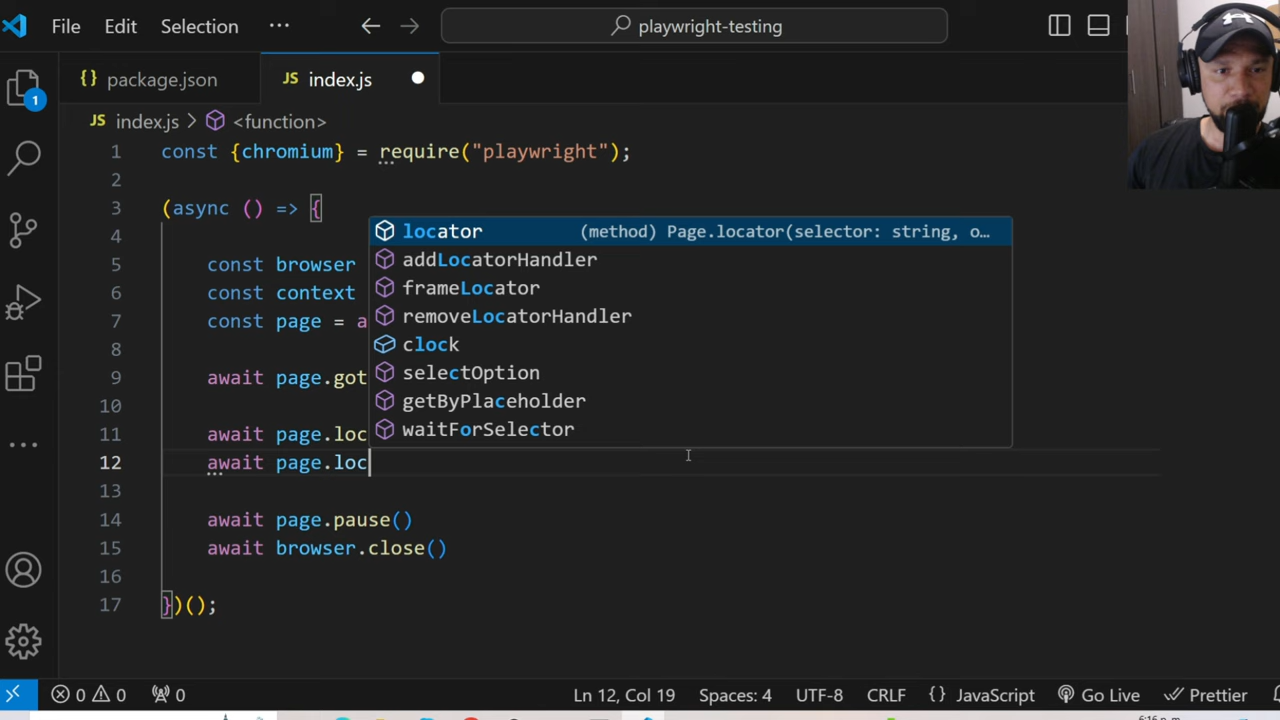 File Edit Selection ··· playwright-testing
{} package.json JS index.js
1
JS index.js > <function>
1 const {chromium} = require("playwright");
2
3 (async () => {
locator (method) Page.locator(selector: string, o…
4
addLocatorHandler
5 const browser
frameLocator
6 const context
removeLocatorHandler
7 const page = a
clock
8
selectOption
9 await page.got
getByPlaceholder
10
waitForSelector
11 await page.loc
12 await page.loc
13
14 await page.pause()
15 await browser.close()
16
17 })();
0 0 0 Ln 12, Col 19 Spaces: 4 UTF-8 CRLF {} JavaScript Go Live Prettier
6:16 p.m.